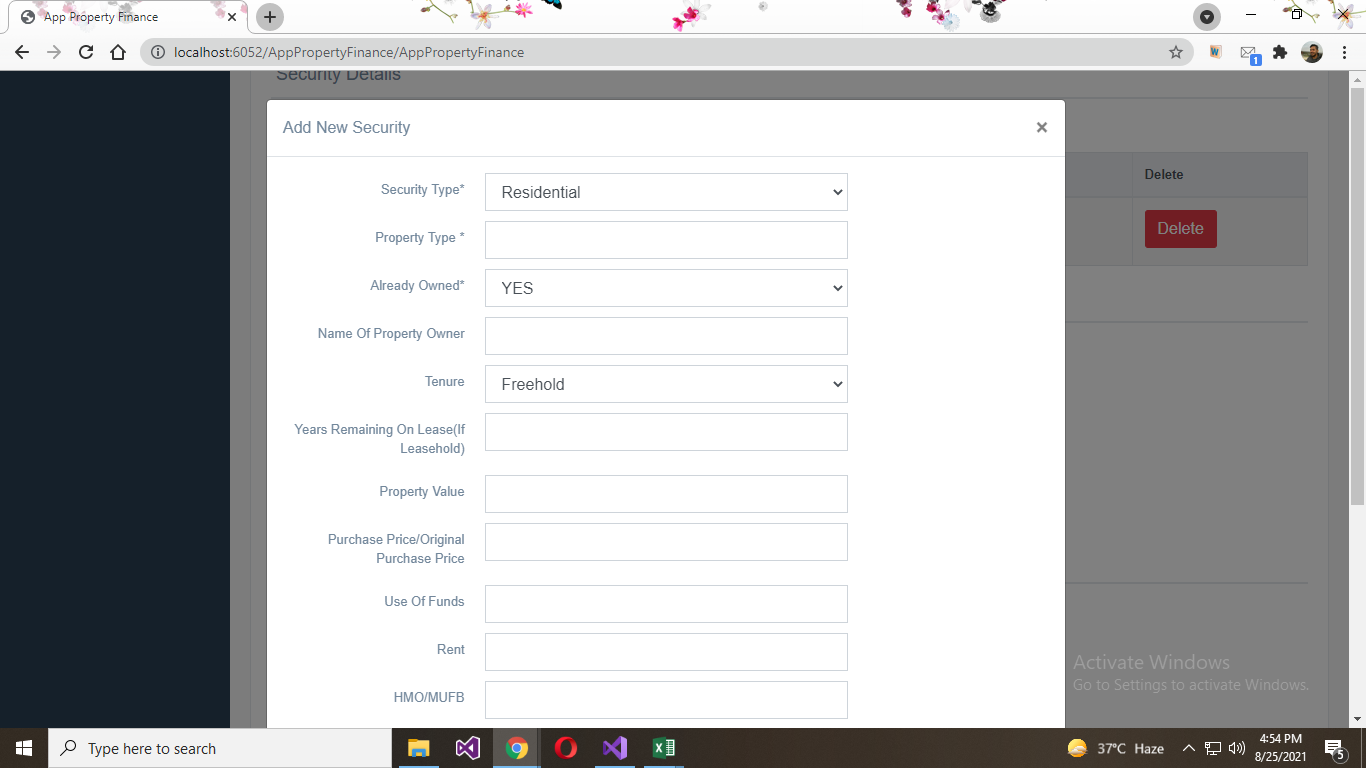 App Property Finance
localhost:6052/AppPropertyFinance/AppPropertyFinance
1
Security Details
Add New Security
×
Delete
Security Type*
Residential
Delete
Property Type *
Already Owned*
YES
Name Of Property Owner
Tenure
Freehold
Years Remaining On Lease(If
Leasehold)
Property Value
Purchase Price/Original
Purchase Price
Use Of Funds
Rent
HMO/MUFB
Activate Windows
Go to Settings to activate Windows.
Type here to search
37°C Haze
4:54 PM
8/25/2021
5